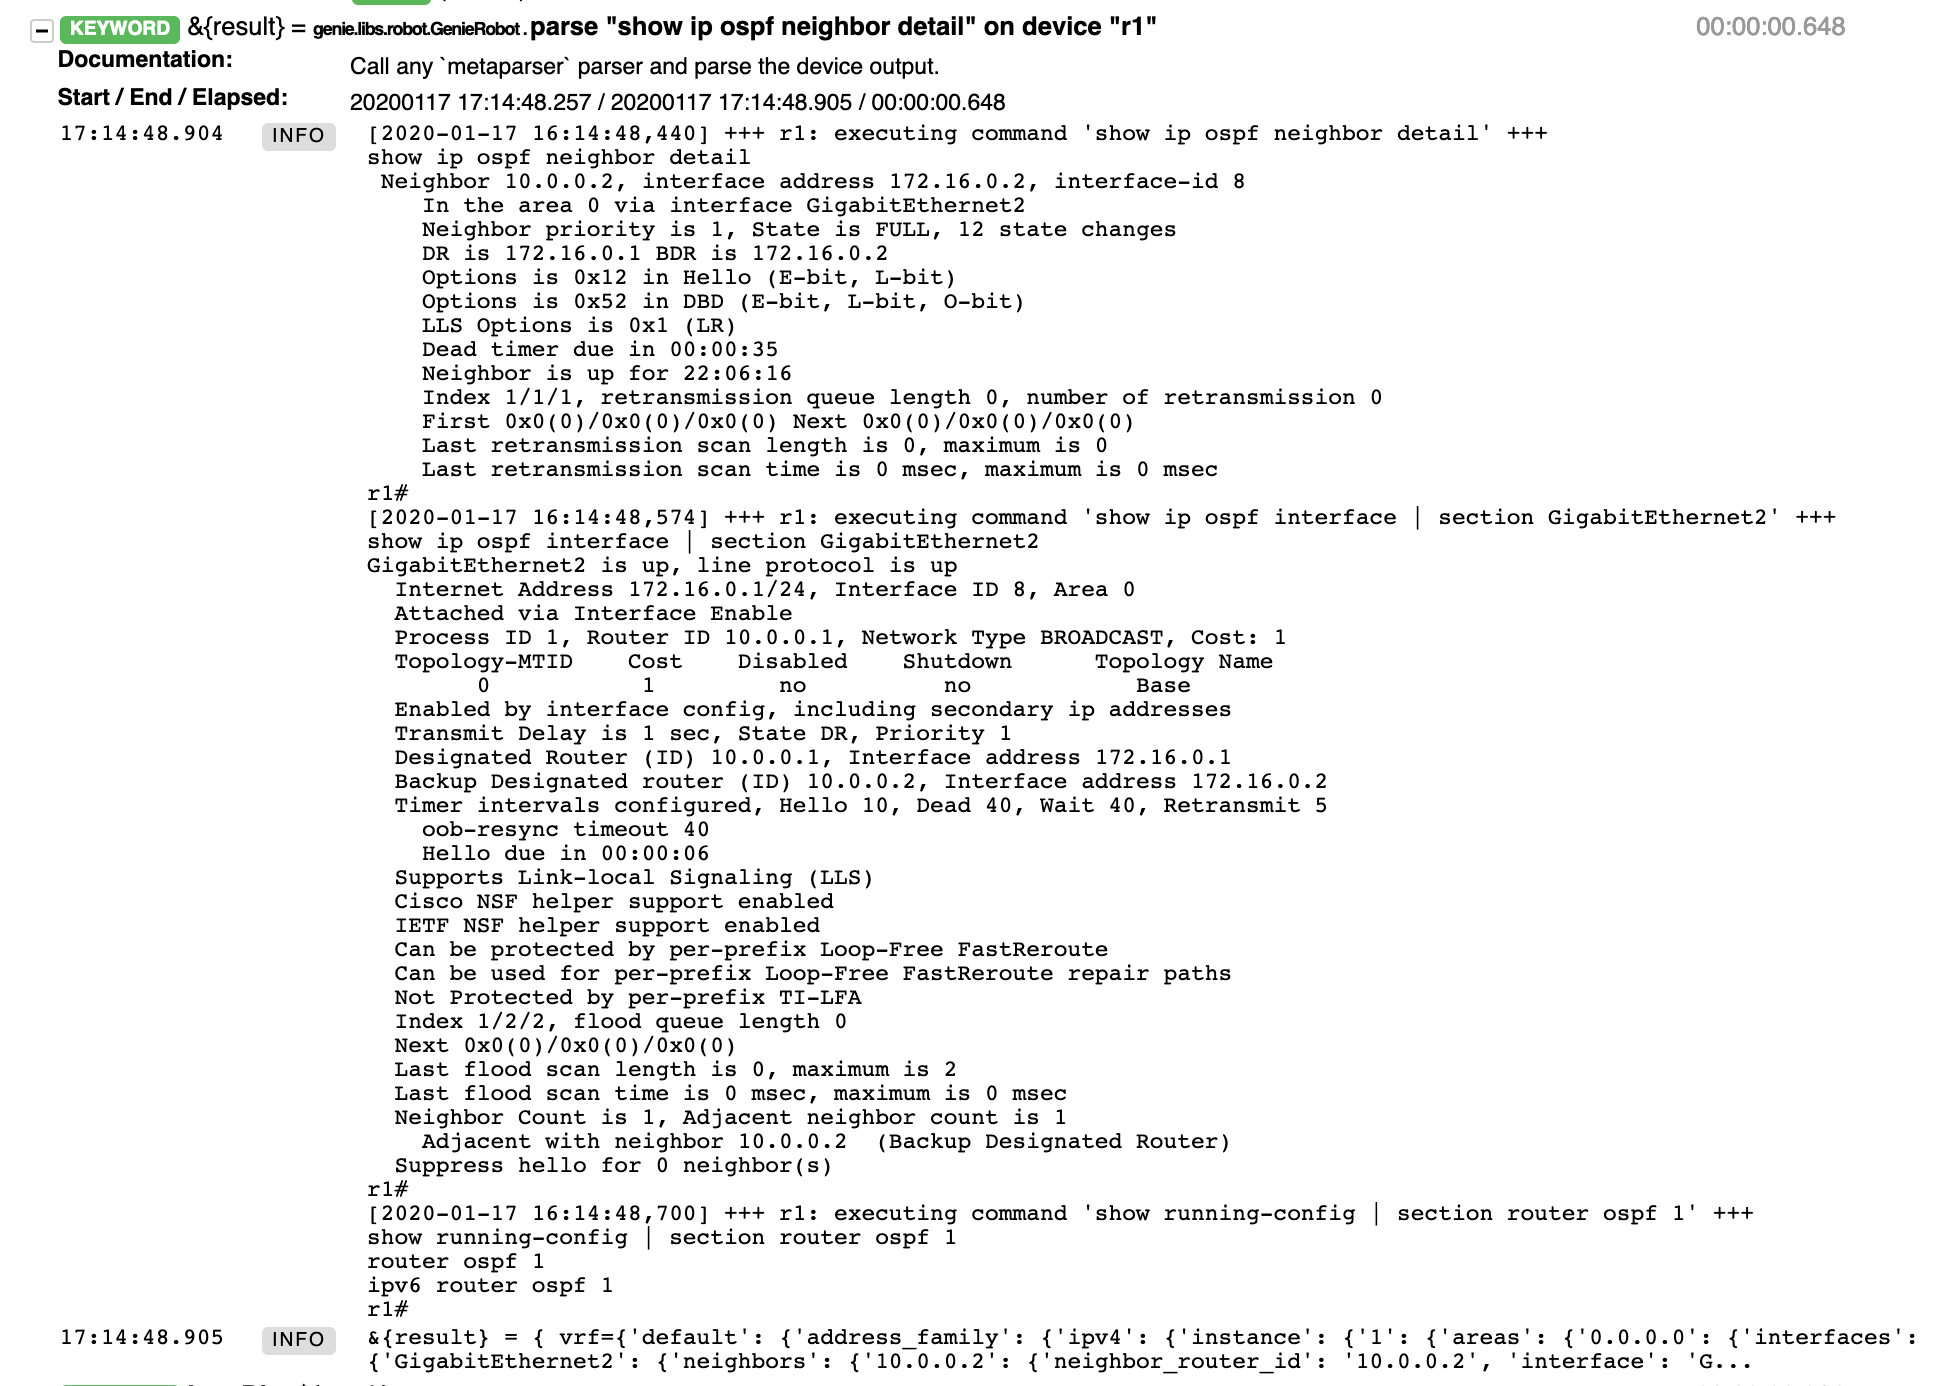 KEYWORD &{result} = genie.libs.robot.GenieRobot . parse "show ip ospf neighbor detail" on device "r1" 00:00:00.648
Documentation: Call any `metaparser` parser and parse the device output.
Start / End / Elapsed: 20200117 17:14:48.257 / 20200117 17:14:48.905 / 00:00:00.648
17:14:48.904 INFO [2020-01-17 16:14:48,440] +++ r1: executing command 'show ip ospf neighbor detail' +++
show ip ospf neighbor detail
 Neighbor 10.0.0.2, interface address 172.16.0.2, interface-id 8
    In the area 0 via interface GigabitEthernet2
    Neighbor priority is 1, State is FULL, 12 state changes
    DR is 172.16.0.1 BDR is 172.16.0.2
    Options is 0x12 in Hello (E-bit, L-bit)
    Options is 0x52 in DBD (E-bit, L-bit, O-bit)
    LLS Options is 0x1 (LR)
    Dead timer due in 00:00:35
    Neighbor is up for 22:06:16
    Index 1/1/1, retransmission queue length 0, number of retransmission 0
    First 0x0(0)/0x0(0)/0x0(0) Next 0x0(0)/0x0(0)/0x0(0)
    Last retransmission scan length is 0, maximum is 0
    Last retransmission scan time is 0 msec, maximum is 0 msec
r1#
[2020-01-17 16:14:48,574] +++ r1: executing command 'show ip ospf interface | section GigabitEthernet2' +++
show ip ospf interface | section GigabitEthernet2
GigabitEthernet2 is up, line protocol is up
  Internet Address 172.16.0.1/24, Interface ID 8, Area 0
  Attached via Interface Enable
  Process ID 1, Router ID 10.0.0.1, Network Type BROADCAST, Cost: 1
  Topology-MTID    Cost    Disabled    Shutdown      Topology Name
        0           1         no          no            Base
  Enabled by interface config, including secondary ip addresses
  Transmit Delay is 1 sec, State DR, Priority 1
  Designated Router (ID) 10.0.0.1, Interface address 172.16.0.1
  Backup Designated router (ID) 10.0.0.2, Interface address 172.16.0.2
  Timer intervals configured, Hello 10, Dead 40, Wait 40, Retransmit 5
    oob-resync timeout 40
    Hello due in 00:00:06
  Supports Link-local Signaling (LLS)
  Cisco NSF helper support enabled
  IETF NSF helper support enabled
  Can be protected by per-prefix Loop-Free FastReroute
  Can be used for per-prefix Loop-Free FastReroute repair paths
  Not Protected by per-prefix TI-LFA
  Index 1/2/2, flood queue length 0
  Next 0x0(0)/0x0(0)/0x0(0)
  Last flood scan length is 0, maximum is 2
  Last flood scan time is 0 msec, maximum is 0 msec
  Neighbor Count is 1, Adjacent neighbor count is 1
    Adjacent with neighbor 10.0.0.2  (Backup Designated Router)
  Suppress hello for 0 neighbor(s)
r1#
[2020-01-17 16:14:48,700] +++ r1: executing command 'show running-config | section router ospf 1' +++
show running-config | section router ospf 1
router ospf 1
ipv6 router ospf 1
r1#
17:14:48.905 INFO &{result} = { vrf={'default': {'address_family': {'ipv4': {'instance': {'1': {'areas': {'0.0.0.0': {'interfaces':
{'GigabitEthernet2': {'neighbors': {'10.0.0.2': {'neighbor_router_id': '10.0.0.2', 'interface': 'G...